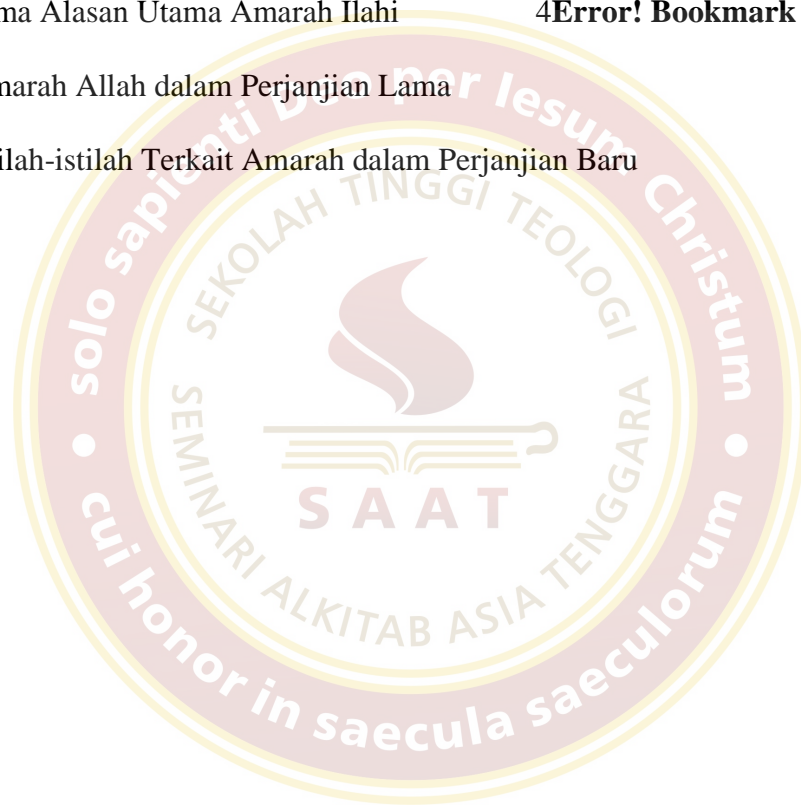 ma Alasan Utama Amarah Ilahi 4Error! Bookmark
marah Allah dalam Perjanjian Lama
ilah-istilah Terkait Amarah dalam Perjanjian Baru
solo sapienti Deo per Iesum Christum
cui honor in saecula saeculorum
SEKOLAH TINGGI TEOLOGI
SEMINARI ALKITAB ASIA TENGGARA
SAAT